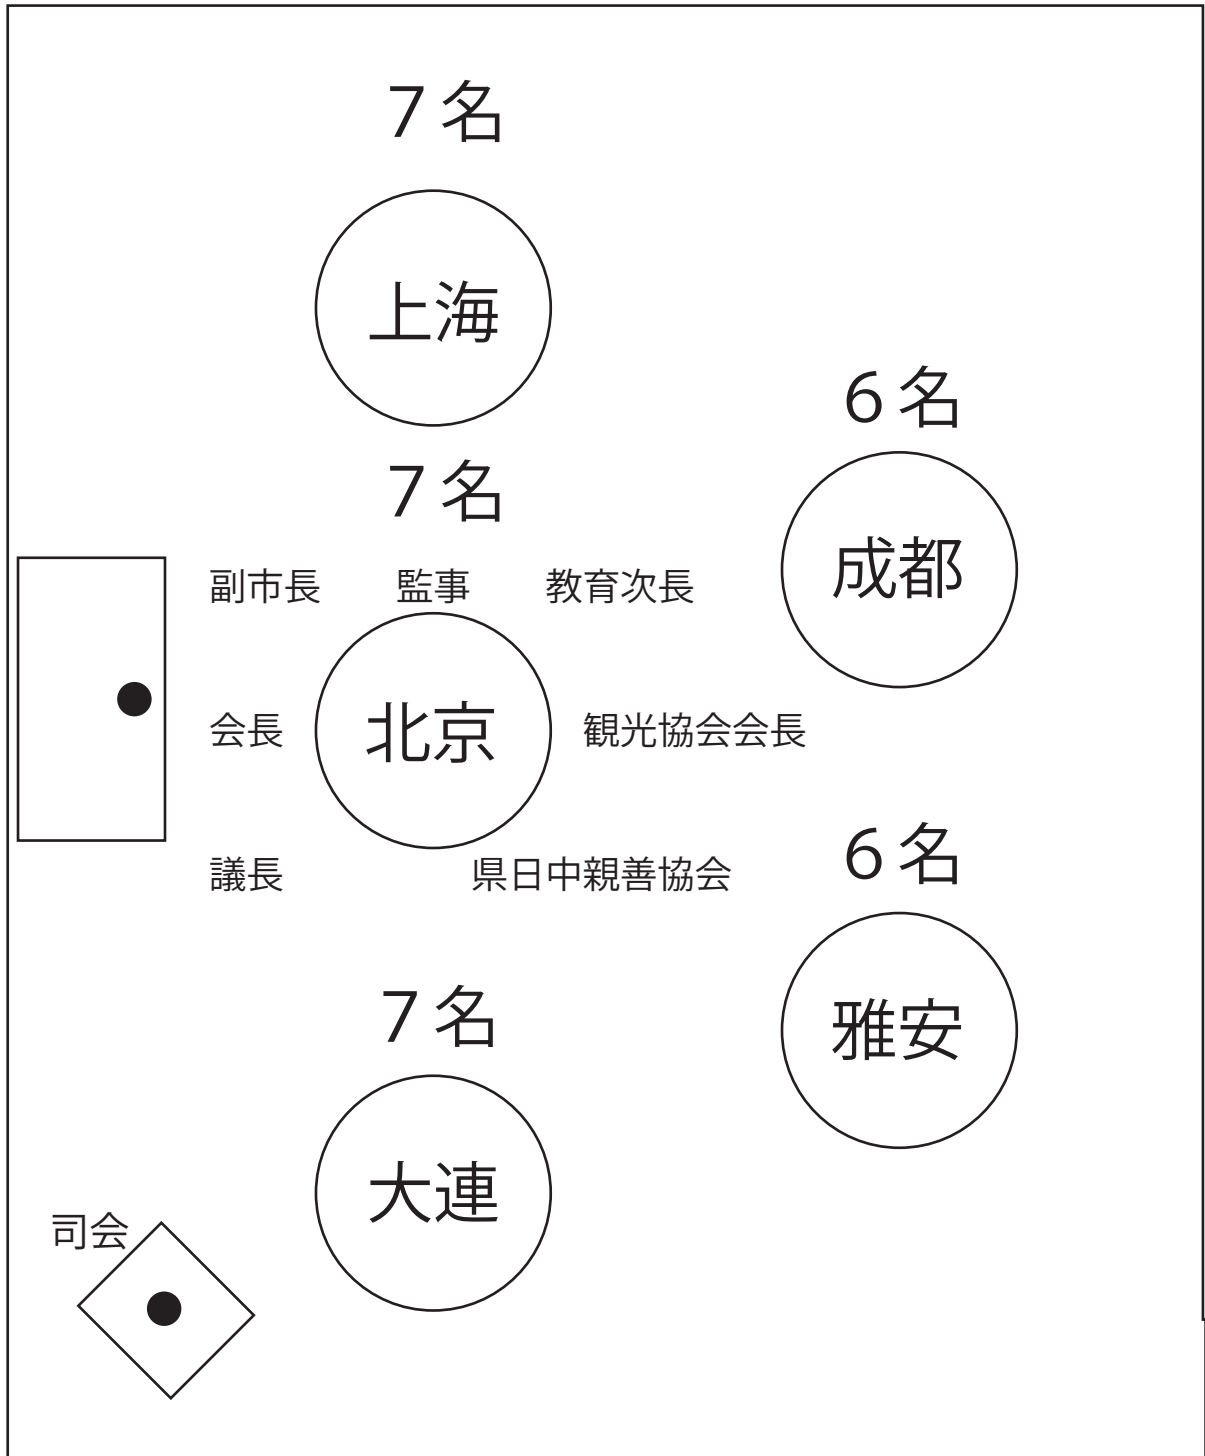 ７名
上海
６名
７名
成都
副市長　監事　教育次長
会長　北京　観光協会会長
６名
議長　県日中親善協会
７名
雅安
大連
司会